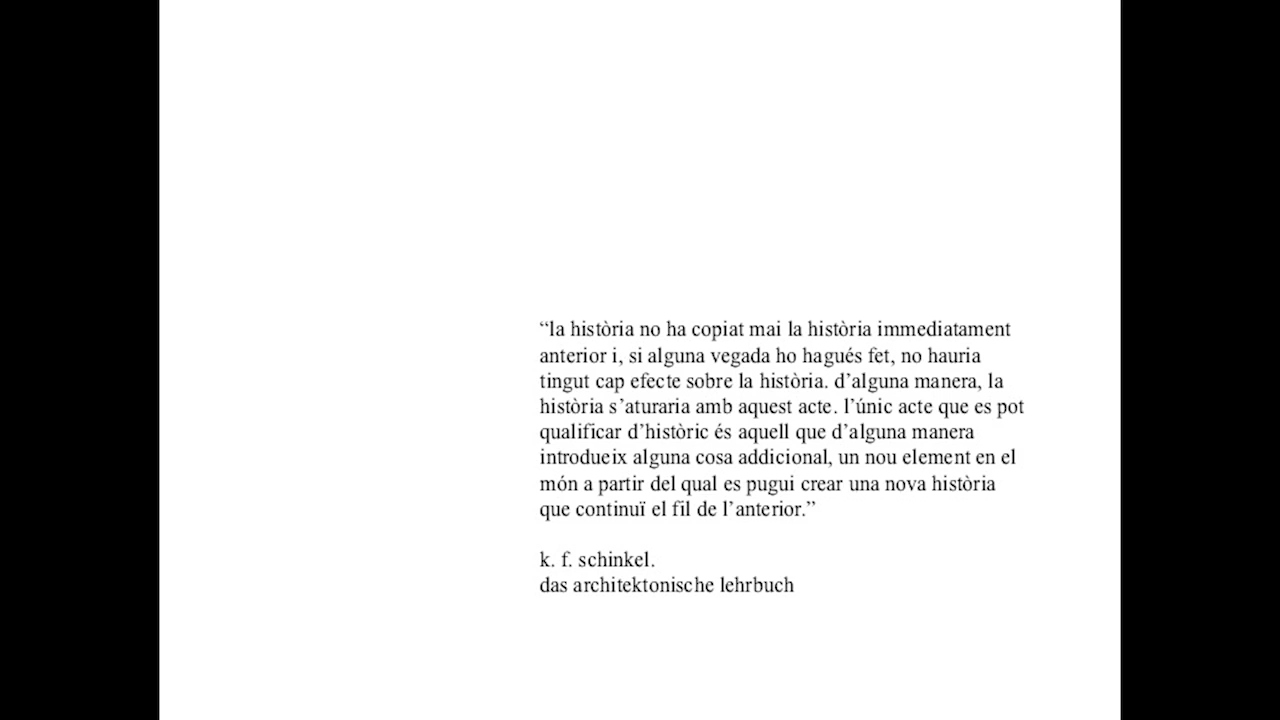 “la història no ha copiat mai la història immediatament
anterior i, si alguna vegada ho hagués fet, no hauria
tingut cap efecte sobre la història. d’alguna manera, la
història s’aturaria amb aquest acte. l’únic acte que es pot
qualificar d’històric és aquell que d’alguna manera
introdueix alguna cosa addicional, un nou element en el
món a partir del qual es pugui crear una nova història
que continuï el fil de l’anterior.”
k. f. schinkel.
das architektonische lehrbuch